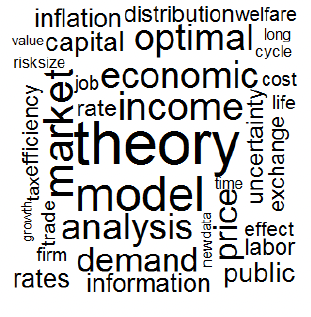 inflation
distribution
welfare
value
capital
optimal
long
cycle
risk
size
job
economic
cost
market
rate
income
uncertainty
life
exchange
efficiency
tax
theory
growth
trade
model
time
price
analysis
new
data
effect
firm
demand
labor
rates
information
public